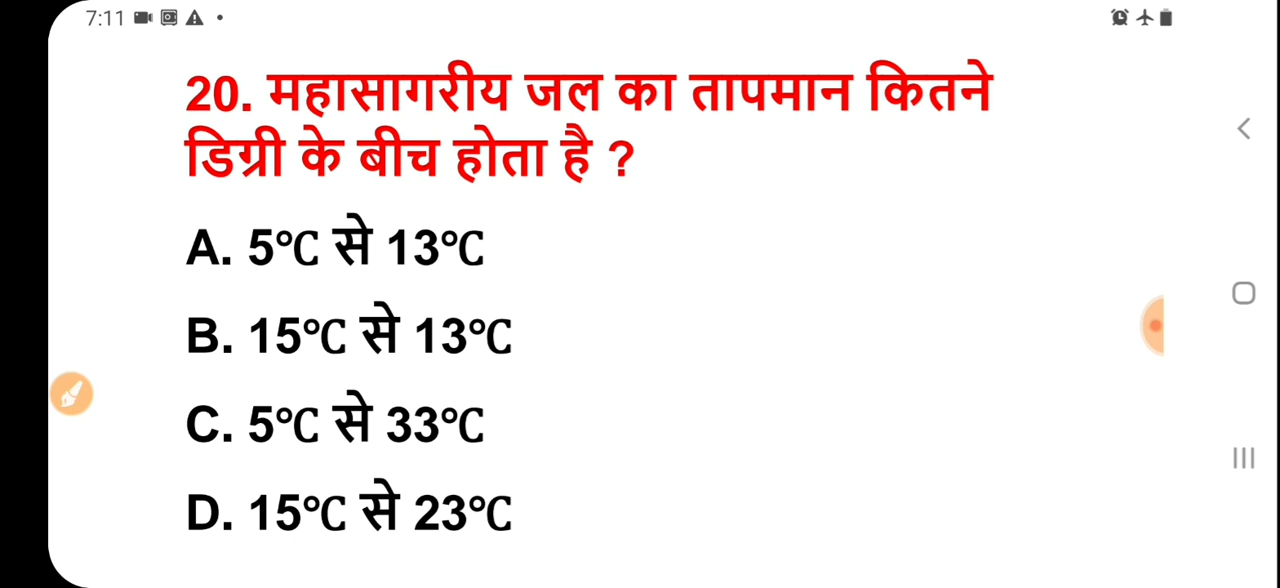 7:11
20. महासागरीय जल का तापमान कितने
डिग्री के बीच होता है ?
A. 5℃ से 13℃
B. 15℃ से 13℃
C. 5℃ से 33℃
D. 15℃ से 23℃